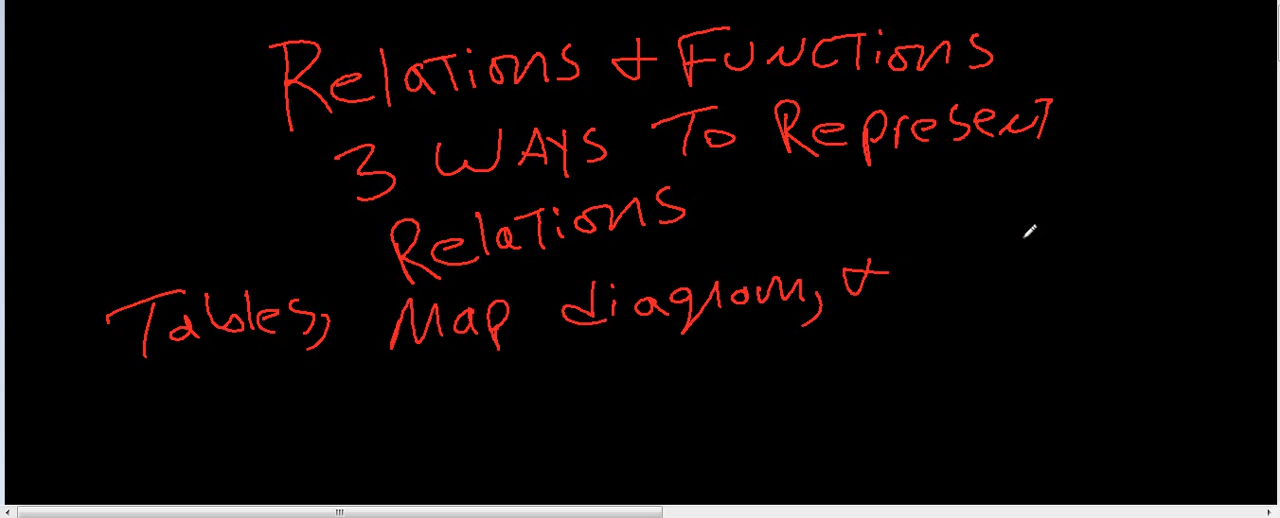 Relations + Functions
3 Ways To Represent
Relations
Tables, Map diagram, +